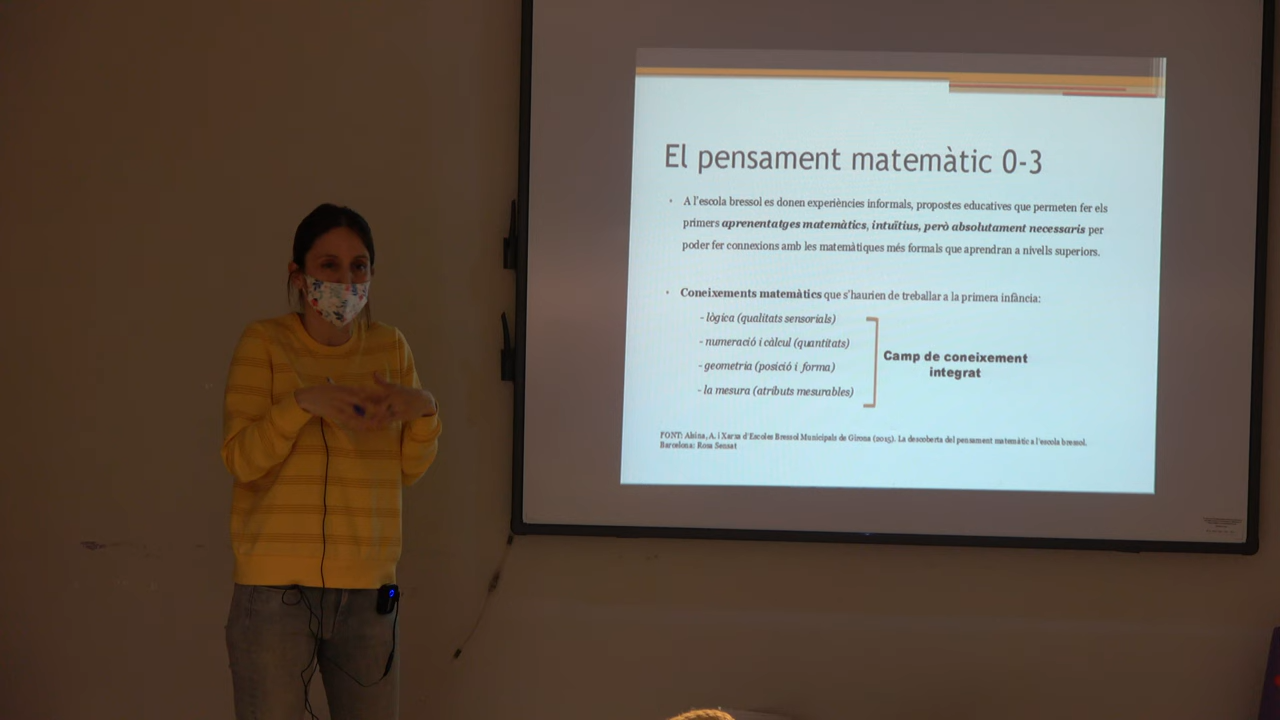 El pensament matemàtic 0-3
• A l'escola bressol es donen experiències informals, propostes educatives que permeten fer els
primers aprenentatges matemàtics, intuïtius, però absolutament necessaris per
poder fer connexions amb les matemàtiques més formals que aprendran a nivells superiors.
• Coneixements matemàtics que s'haurien de treballar a la primera infància:
- lògica (qualitats sensorials)
- numeració i càlcul (quantitats)
- geometria (posició i forma)
- la mesura (atributs mesurables)
Camp de coneixement
integrat
FONT: Alsina, A. i Xarxa d'Escoles Bressol Municipals de Girona (2015). La descoberta del pensament matemàtic a l'escola bressol.
Barcelona: Rosa Sensat